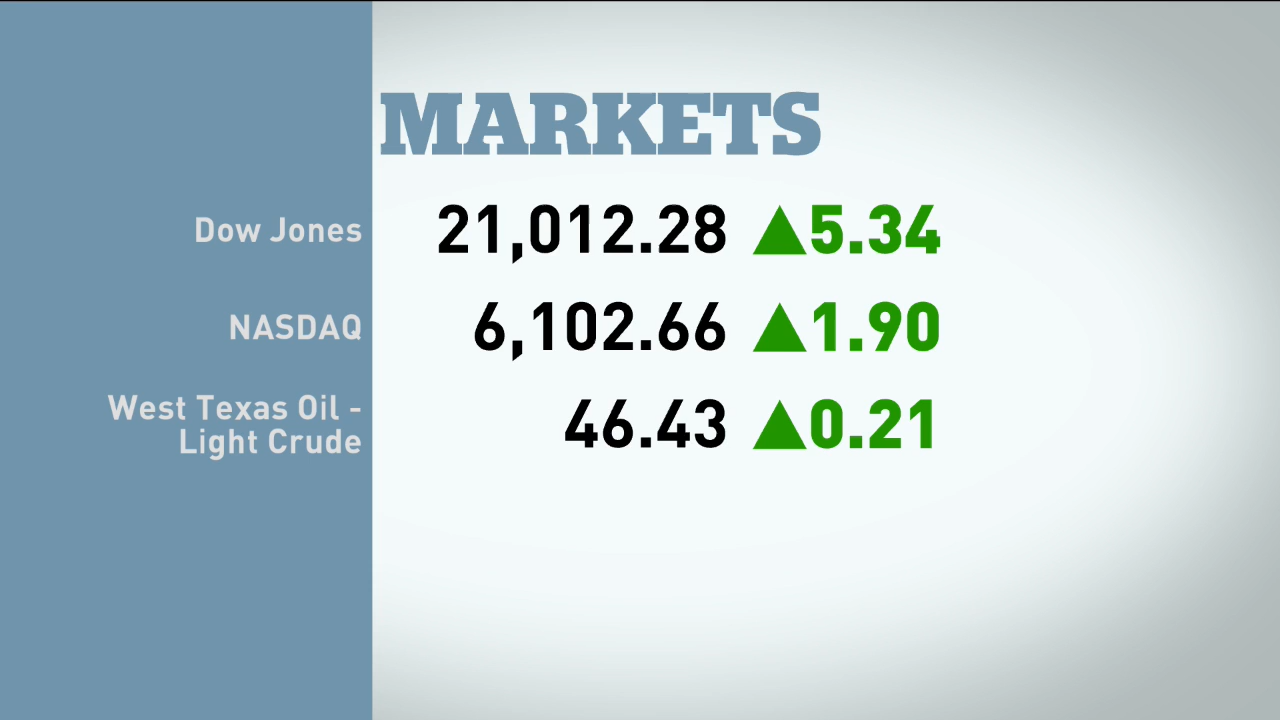 MARKETS
Dow Jones 21,012.28 ▲5.34
NASDAQ 6,102.66 ▲1.90
West Texas Oil -
Light Crude 46.43 ▲0.21